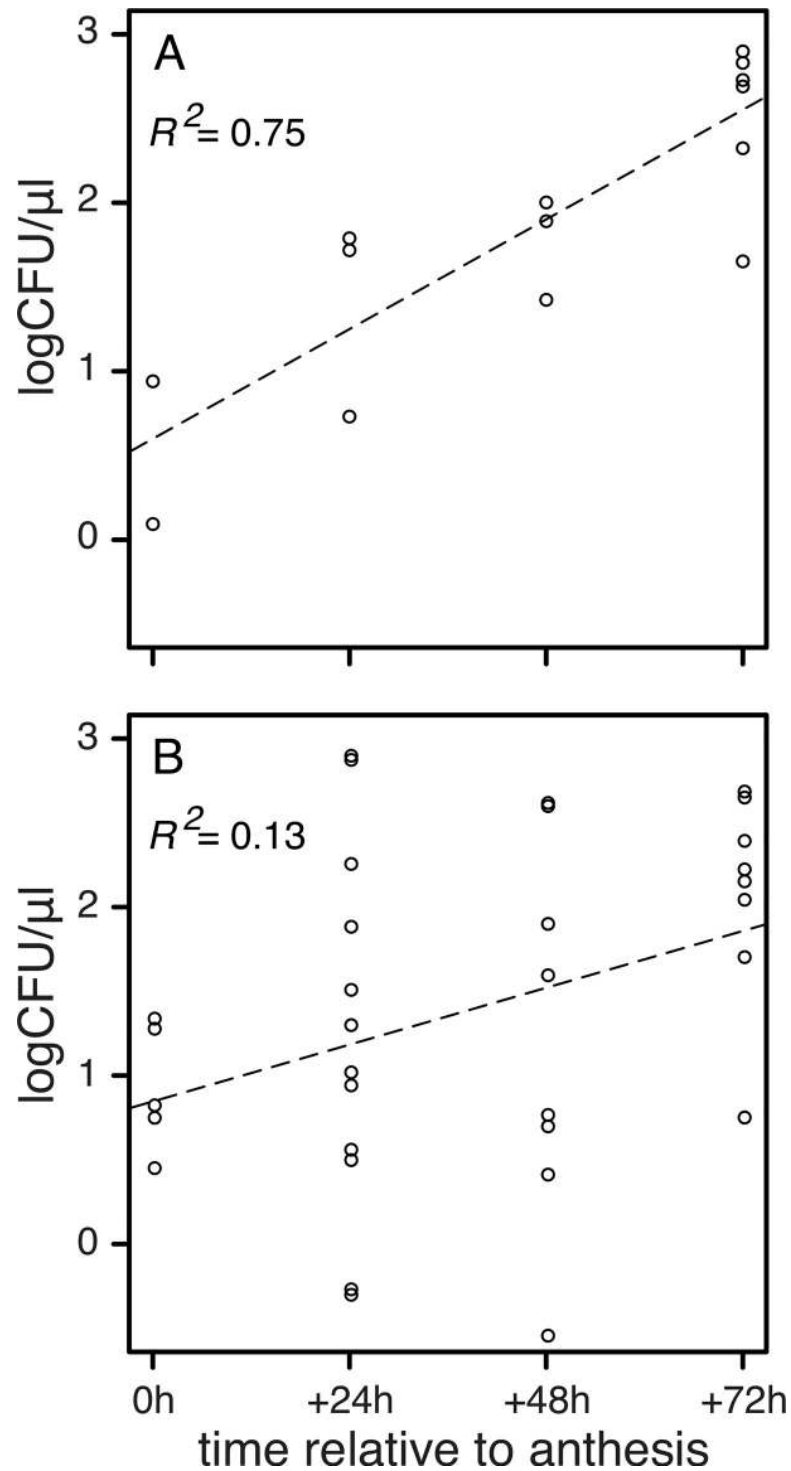 A
R² = 0.75
3
2
1
0
logCFU/µl
B
R² = 0.13
3
2
1
0
logCFU/µl
0h +24h +48h +72h
time relative to anthesis